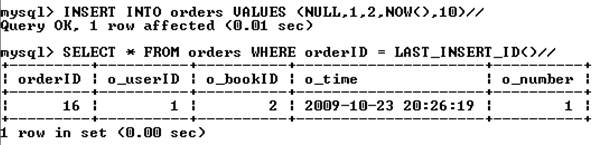 mysql> INSERT INTO orders VALUES (NULL,1,2,NOW(),10)//
Query OK, 1 row affected (0.01 sec)
mysql> SELECT * FROM orders WHERE orderID = LAST_INSERT_ID()//
+---------+----------+----------+---------------------+----------+
| orderID | o_userID | o_bookID | o_time              | o_number |
+---------+----------+----------+---------------------+----------+
|      16 |        1 |        2 | 2009-10-23 20:26:19 |        1 |
+---------+----------+----------+---------------------+----------+
1 row in set (0.00 sec)